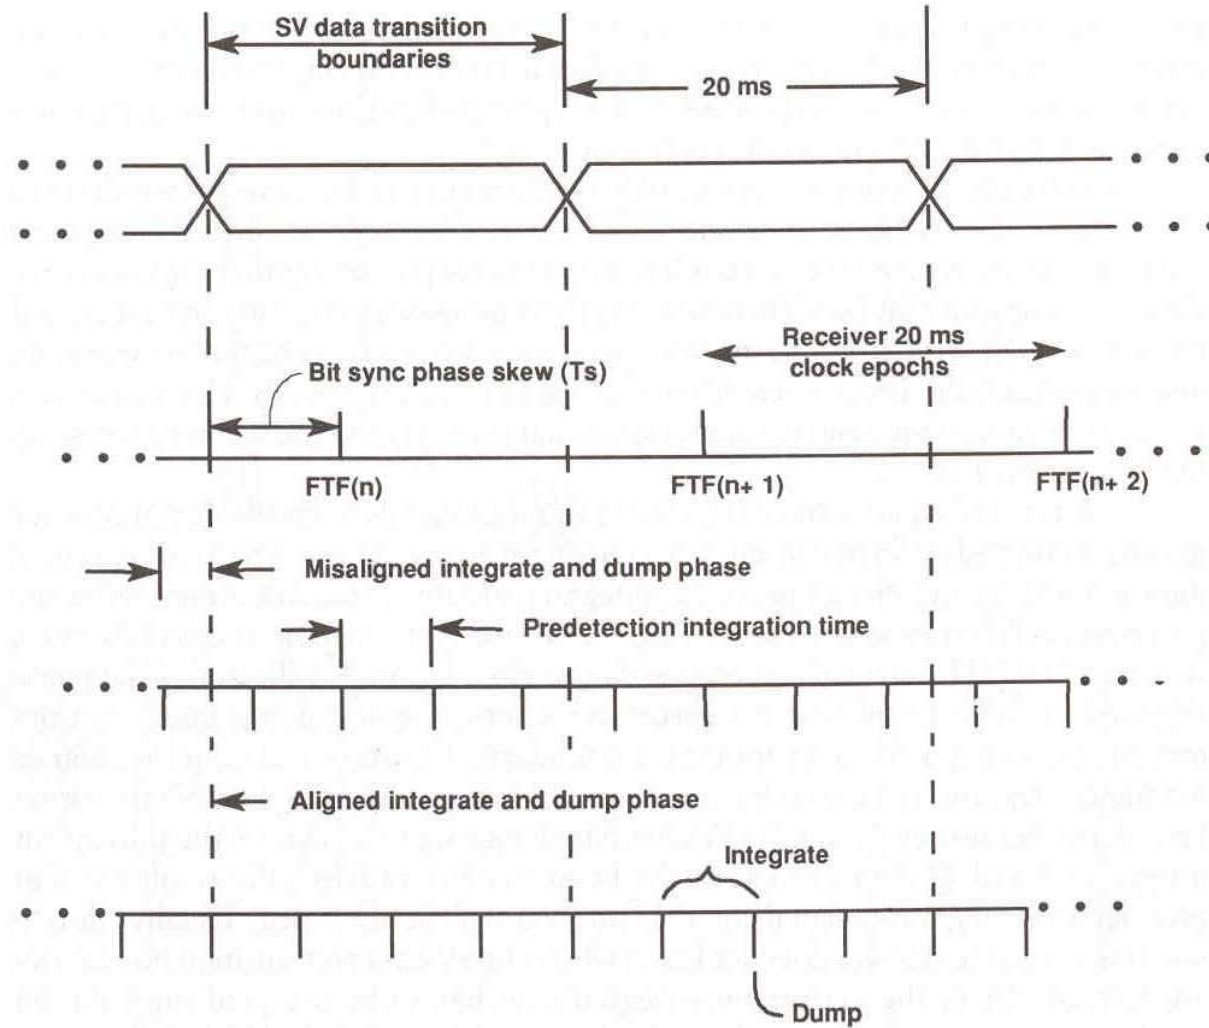 SV data transition
boundaries
20 ms
Receiver 20 ms
clock epochs
Bit sync phase skew (Ts)
FTF(n)
FTF(n+ 1)
FTF(n+ 2)
Misaligned integrate and dump phase
Predetection integration time
Aligned integrate and dump phase
Integrate
Dump